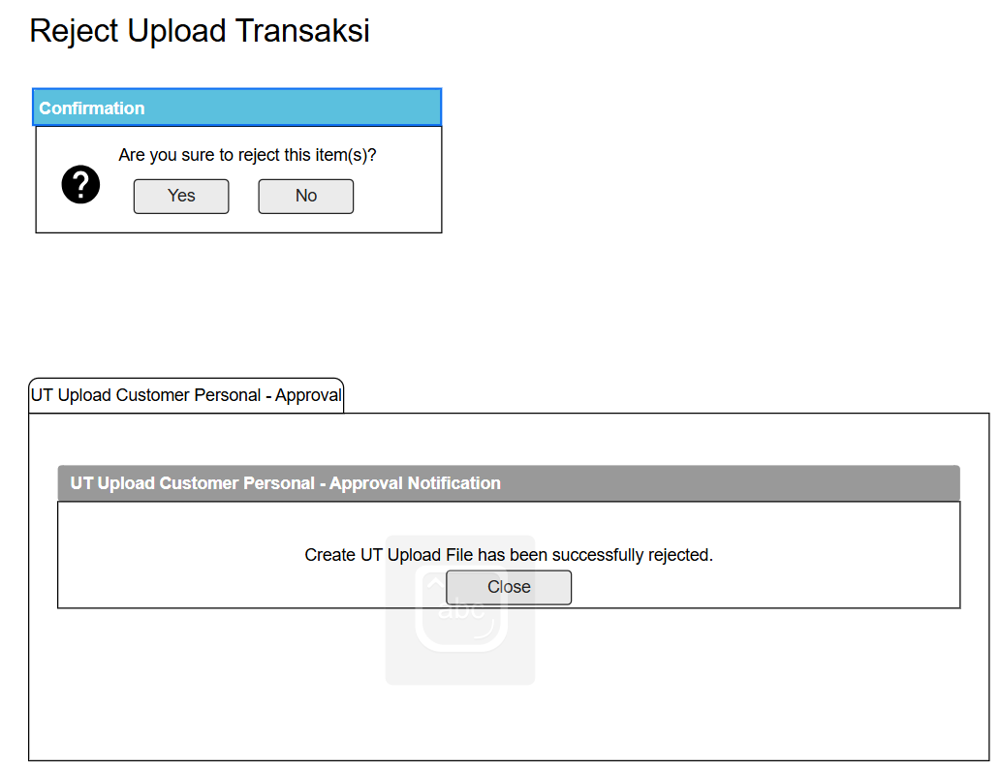 Reject Upload Transaksi
Confirmation
Are you sure to reject this item(s)?
?
Yes No
UT Upload Customer Personal - Approval
UT Upload Customer Personal - Approval Notification
Create UT Upload File has been successfully rejected.
Close
abc